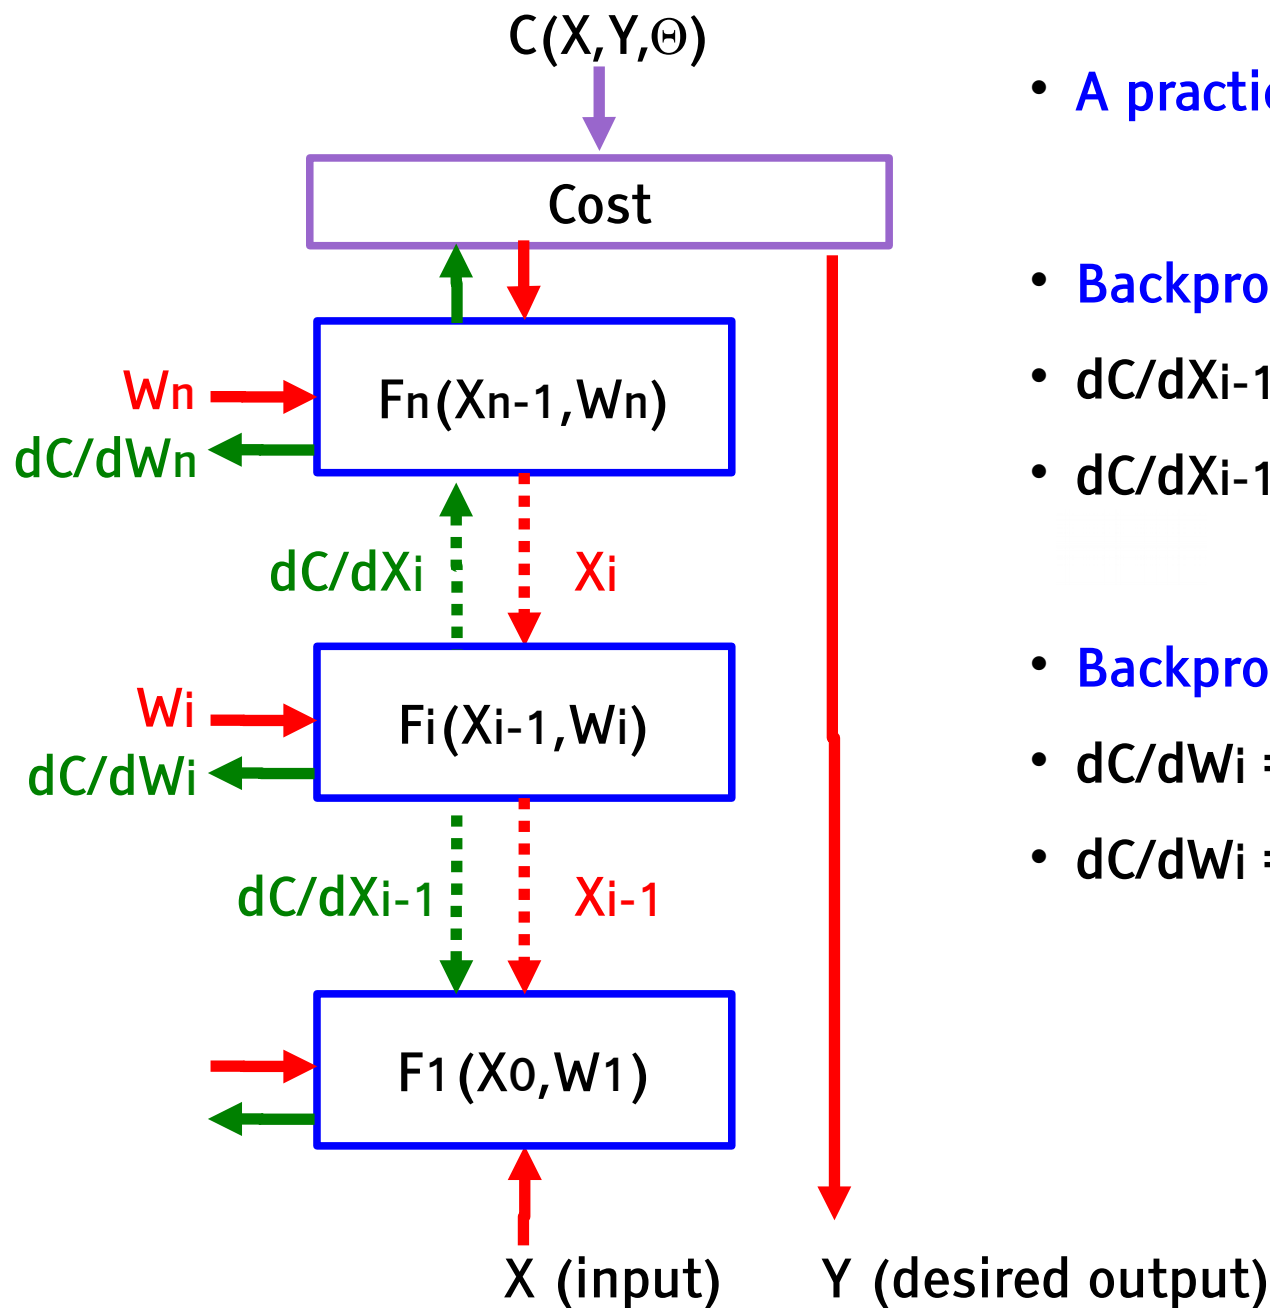 C(X,Y,Θ)
Cost
Fn(Xn-1,Wn)
Wn
dC/dWn
dC/dXi
Xi
Fi(Xi-1,Wi)
Wi
dC/dWi
dC/dXi-1
Xi-1
F1(X0,W1)
X (input)
Y (desired output)
• A practi
• Backpro
• dC/dXi-1
• dC/dXi-1
• Backpro
• dC/dWi =
• dC/dWi =